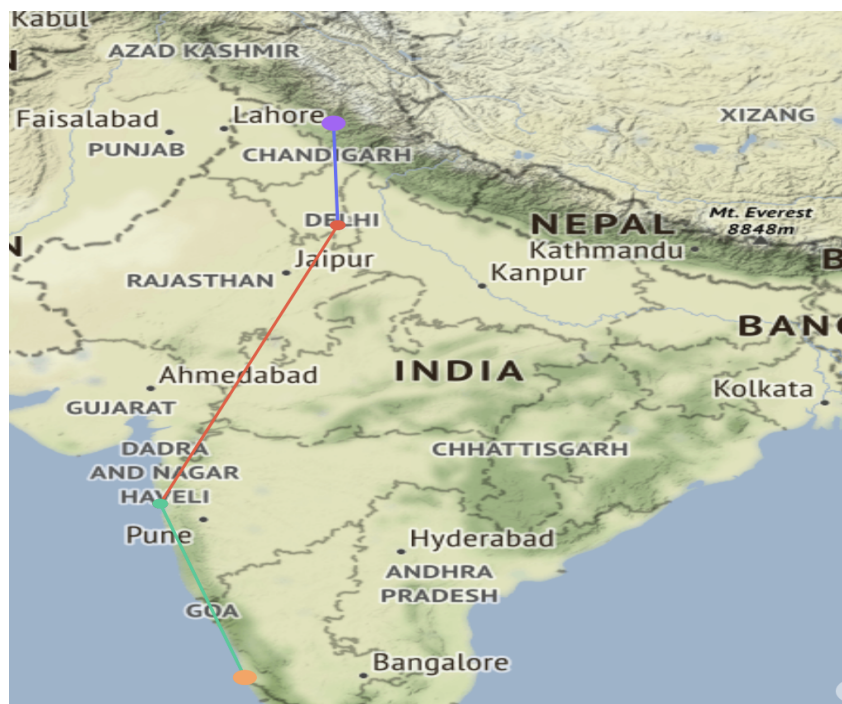 Kabul
AZAD KASHMIR
N
Lahore
Faisalabad
XIZANG
PUNJAB
CHANDIGARH
Mt. Everest
8848m
DELHI
NEPAL
N
Kathmandu
Jaipur
B
Kanpur
RAJASTHAN
BANG
INDIA
Ahmedabad
Kolkata
GUJARAT
DADRA
AND NAGAR
HAVELI
CHHATTISGARH
Pune
Hyderabad
ANDHRA
PRADESH
GOA
Bangalore